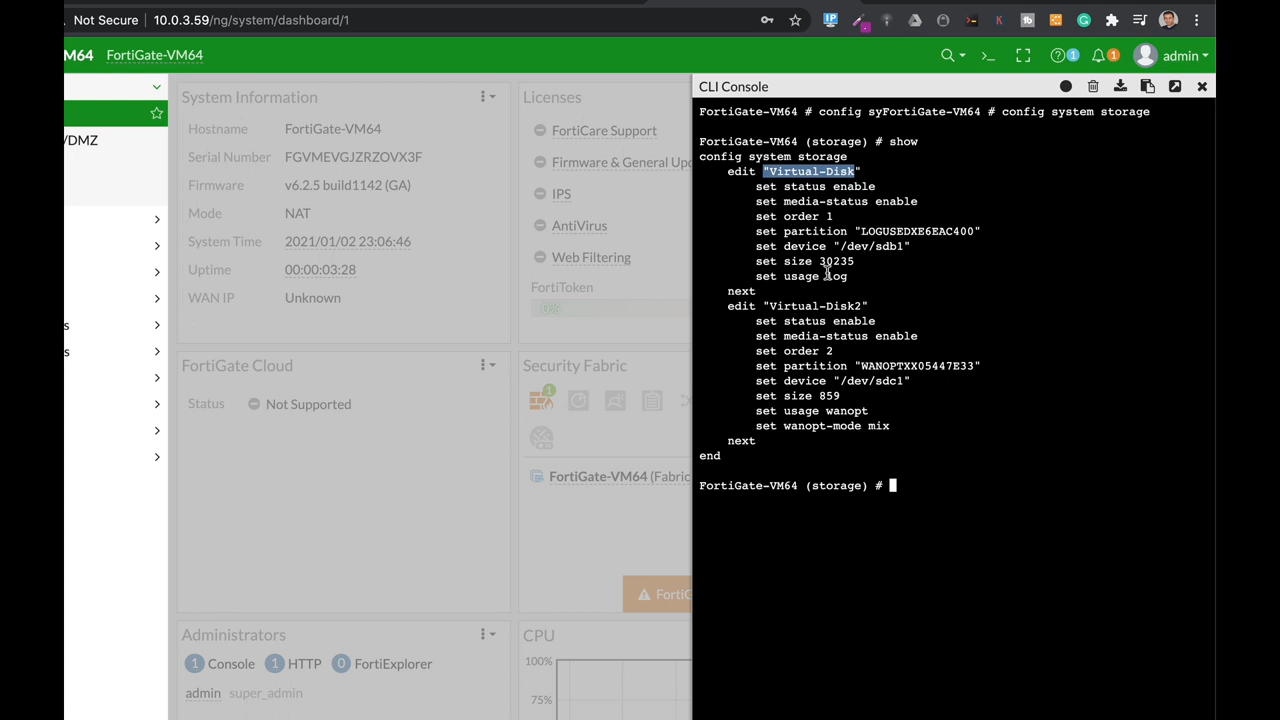 Not Secure | 10.0.3.59/ng/system/dashboard/1
M64 FortiGate-VM64
1 1 admin
/DMZ
s
s
System Information
Hostname FortiGate-VM64
Serial Number FGVMEVGJZRZOVX3F
Firmware v6.2.5 build1142 (GA)
Mode NAT
System Time 2021/01/02 23:06:46
Uptime 00:00:03:28
WAN IP Unknown
Licenses
FortiCare Support
Firmware & General Upd
IPS
AntiVirus
Web Filtering
FortiToken
0%
FortiGate Cloud
Status Not Supported
Security Fabric
1
FortiGate-VM64 (Fabric
FortiG
Administrators
1 Console 1 HTTP 0 FortiExplorer
admin super_admin
CPU
100%
75%
CLI Console
FortiGate-VM64 # config syFortiGate-VM64 # config system storage
FortiGate-VM64 (storage) # show
config system storage
edit "Virtual-Disk"
set status enable
set media-status enable
set order 1
set partition "LOGUSEDXE6EAC400"
set device "/dev/sdb1"
set size 30235
set usage log
next
edit "Virtual-Disk2"
set status enable
set media-status enable
set order 2
set partition "WANOPTXX05447E33"
set device "/dev/sdc1"
set size 859
set usage wanopt
set wanopt-mode mix
next
end
FortiGate-VM64 (storage) #